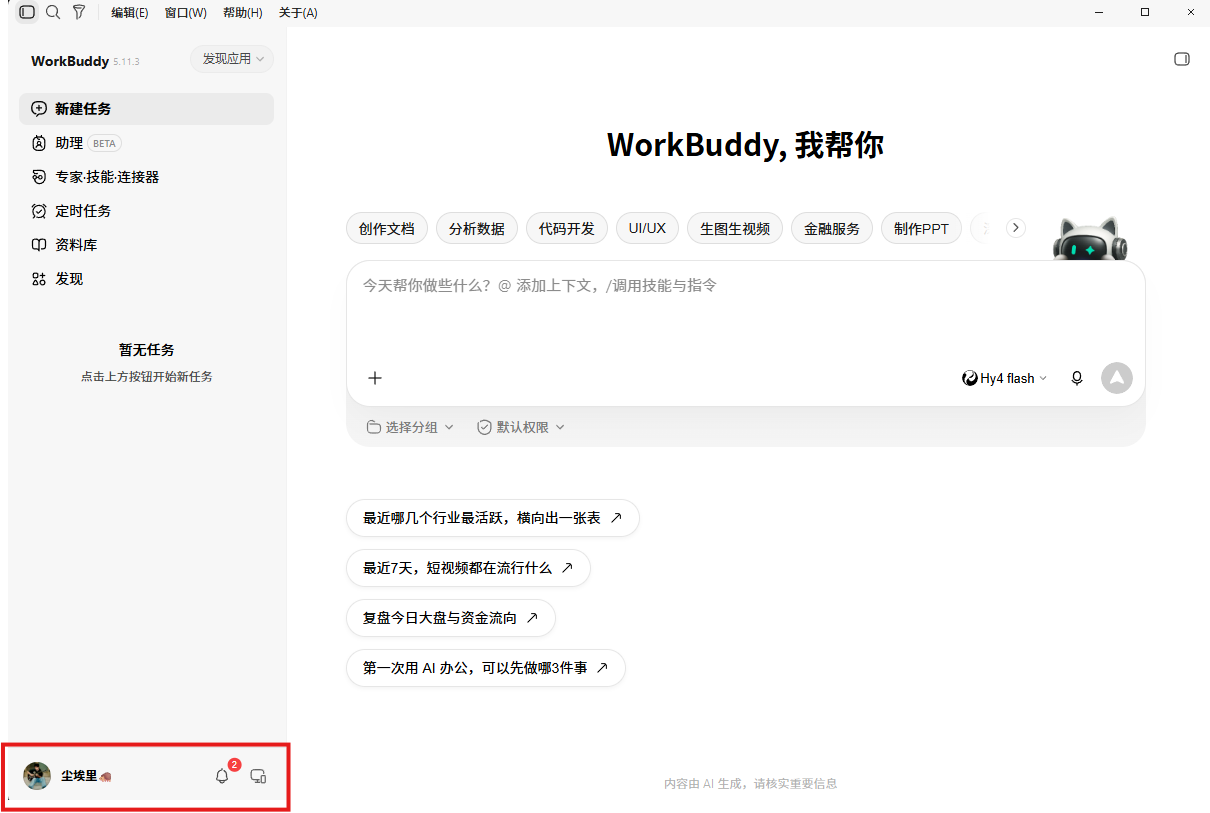 编辑(E) 窗口(W) 帮助(H) 关于(A)
WorkBuddy 5.11.3 发现应用
新建任务
助理 BETA
专家·技能·连接器
定时任务
资料库
发现
暂无任务
点击上方按钮开始新任务
尘埃里
2
WorkBuddy, 我帮你
创作文档 分析数据 代码开发 UI/UX 生图生视频 金融服务 制作PPT
今天帮你做些什么？@ 添加上下文，/调用技能与指令
Hy4 flash
选择分组 默认权限
最近哪几个行业最活跃，横向出一张表
最近7天，短视频都在流行什么
复盘今日大盘与资金流向
第一次用 AI 办公，可以先做哪3件事
内容由 AI 生成，请核实重要信息